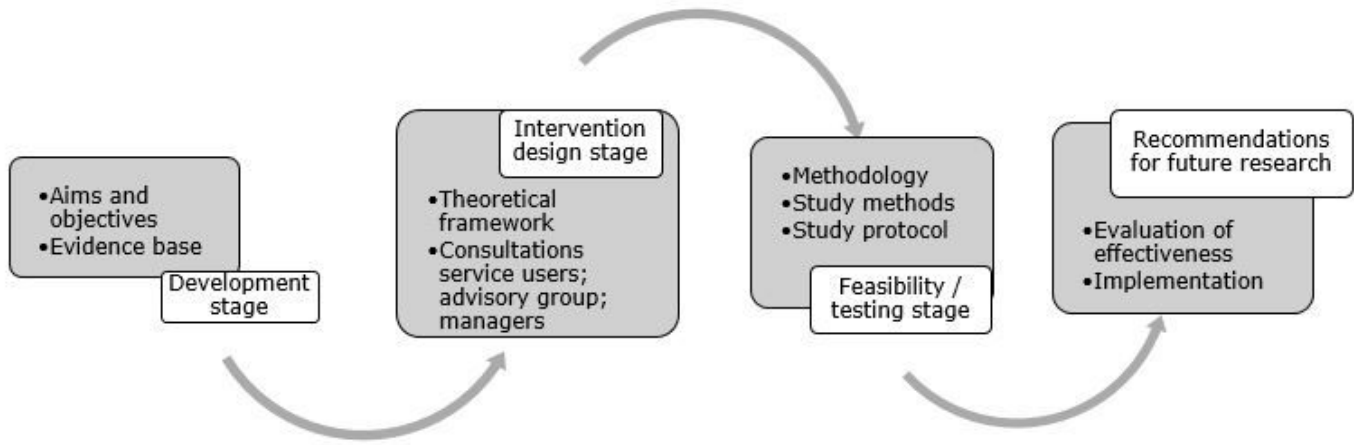 •Aims and
objectives
•Evidence base
Development
stage
Intervention
design stage
•Theoretical
framework
•Consultations
service users;
advisory group;
managers
•Methodology
•Study methods
•Study protocol
Feasibility /
testing stage
Recommendations
for future research
•Evaluation of
effectiveness
•Implementation